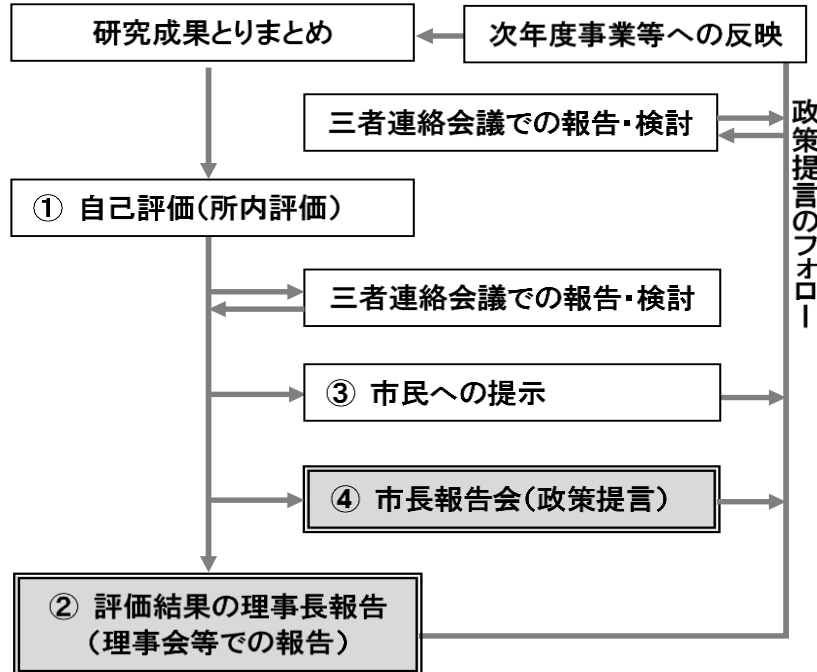 研究成果とりまとめ
次年度事業等への反映
三者連絡会議での報告・検討
政策提言のフォロー
① 自己評価(所内評価)
三者連絡会議での報告・検討
③ 市民への提示
④ 市長報告会(政策提言)
② 評価結果の理事長報告
(理事会等での報告)